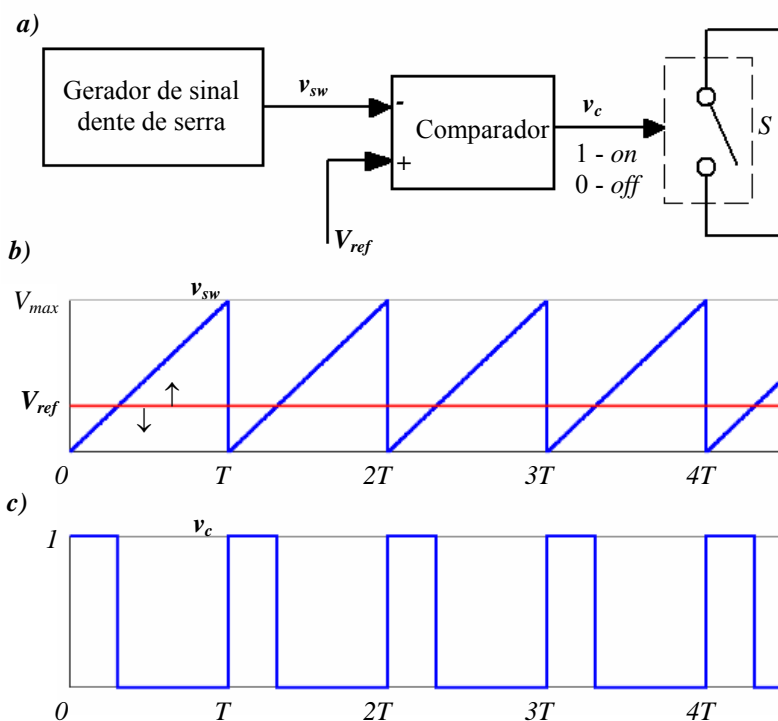 a)
Gerador de sinal
dente de serra
v_sw
-
+
V_ref
Comparador
v_c
1 - on
0 - off
S
b)
v_sw
V_max
V_ref
↑
↓
0 T 2T 3T 4T
c)
v_c
1
0 T 2T 3T 4T